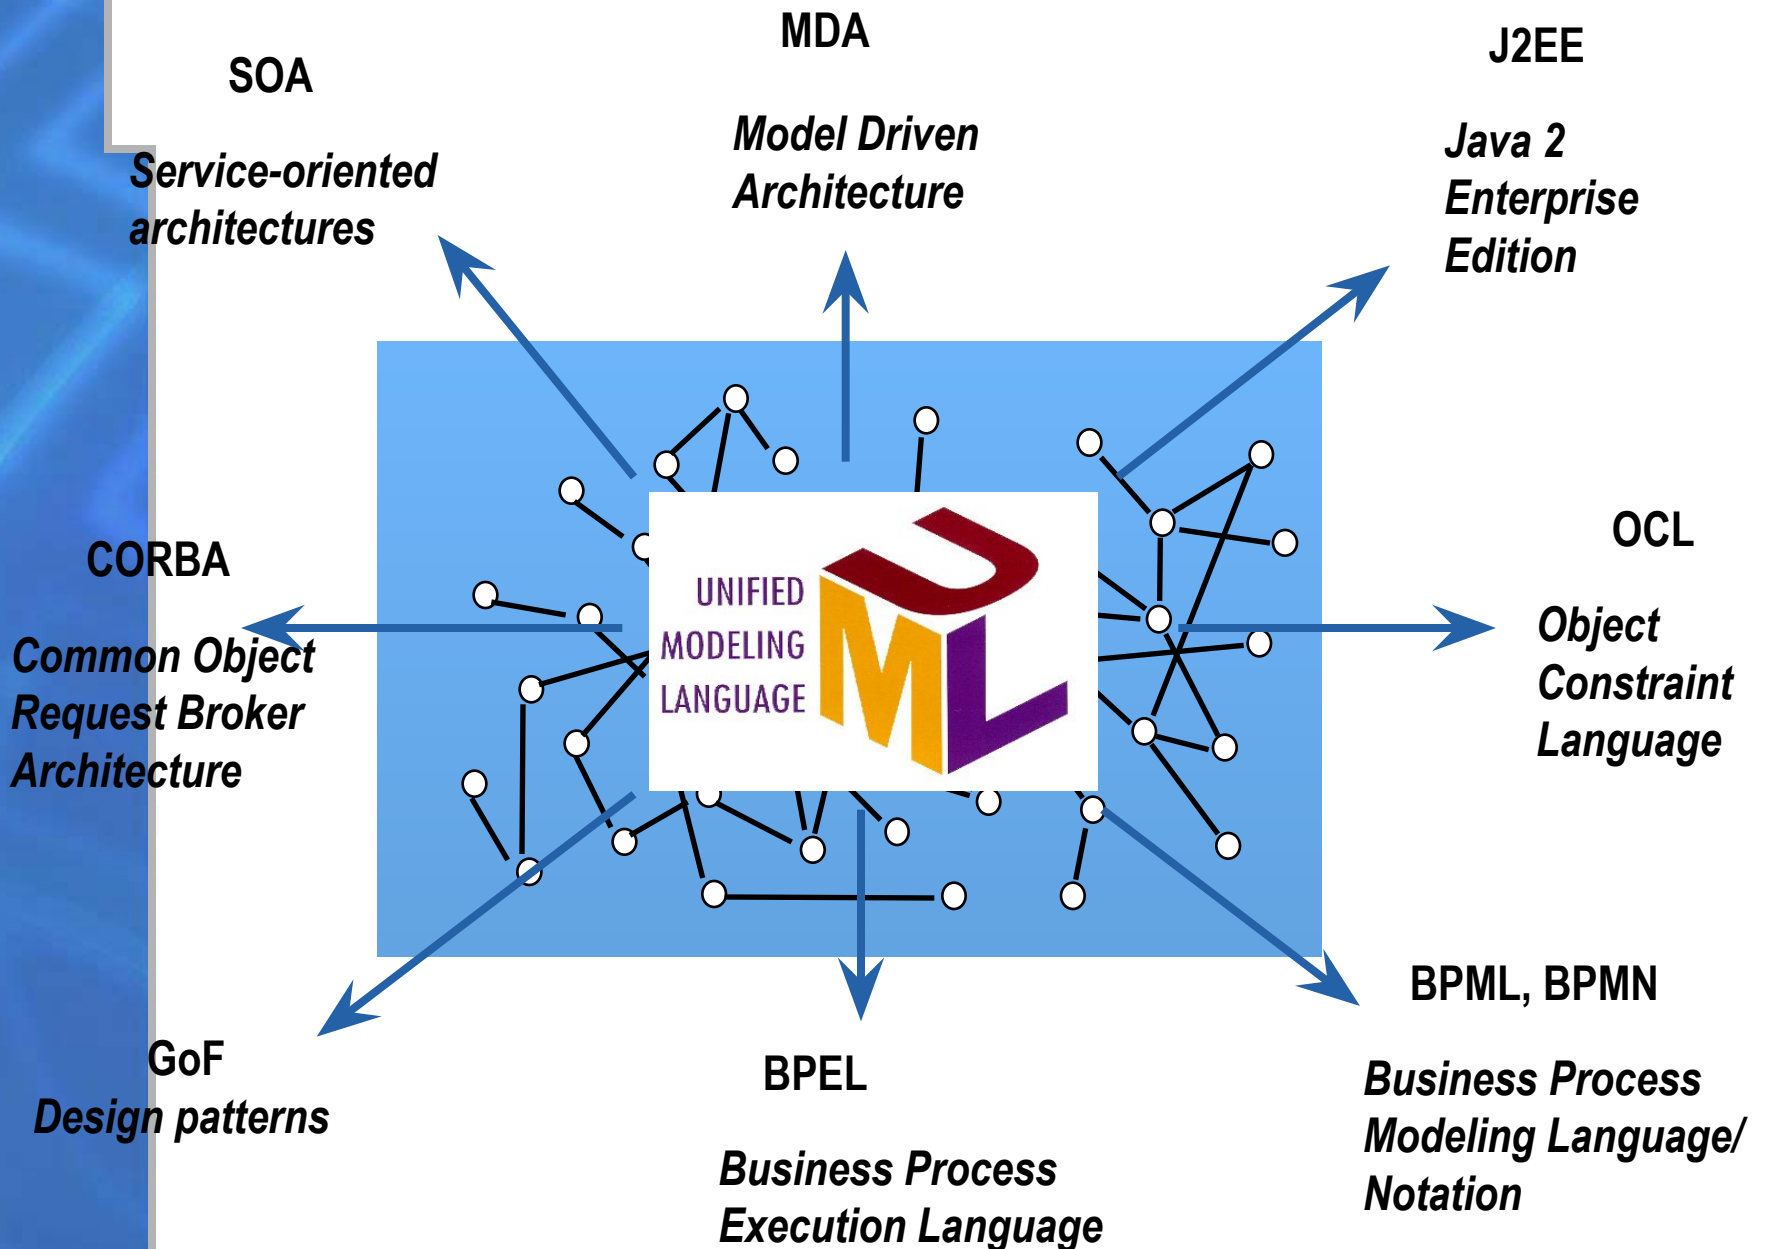 MDA
Model Driven
Architecture
SOA
Service-oriented
architectures
J2EE
Java 2
Enterprise
Edition
CORBA
Common Object
Request Broker
Architecture
UNIFIED
MODELING
LANGUAGE
UML
OCL
Object
Constraint
Language
GoF
Design patterns
BPEL
Business Process
Execution Language
BPML, BPMN
Business Process
Modeling Language/
Notation